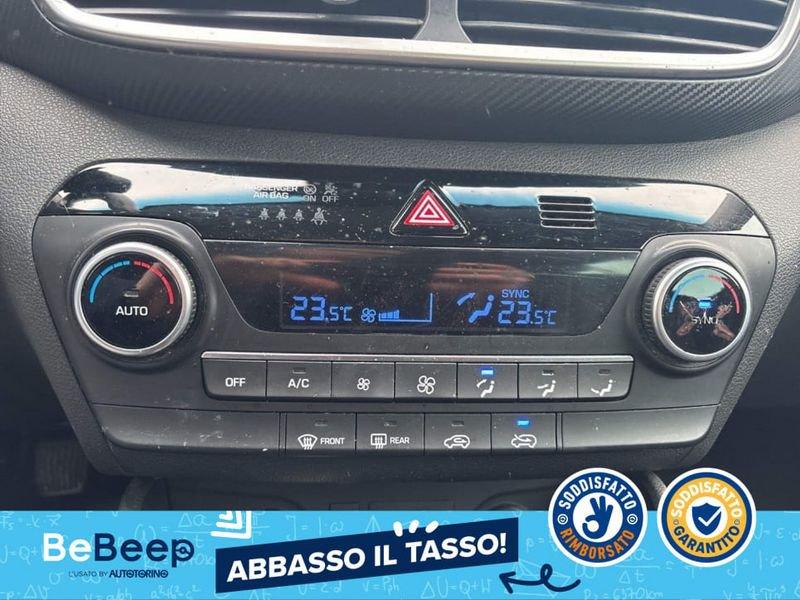 PASSENGER
AIR BAG ON OFF
AUTO
23.5°C
SYNC
23.5°C
SYNC
OFF A/C
FRONT REAR
SODDISFATTO
RIMBORSATO
SODDISFATTO
GARANTITO
BeBeep
L'USATO BY AUTOTORINO
ABBASSO IL TASSO!